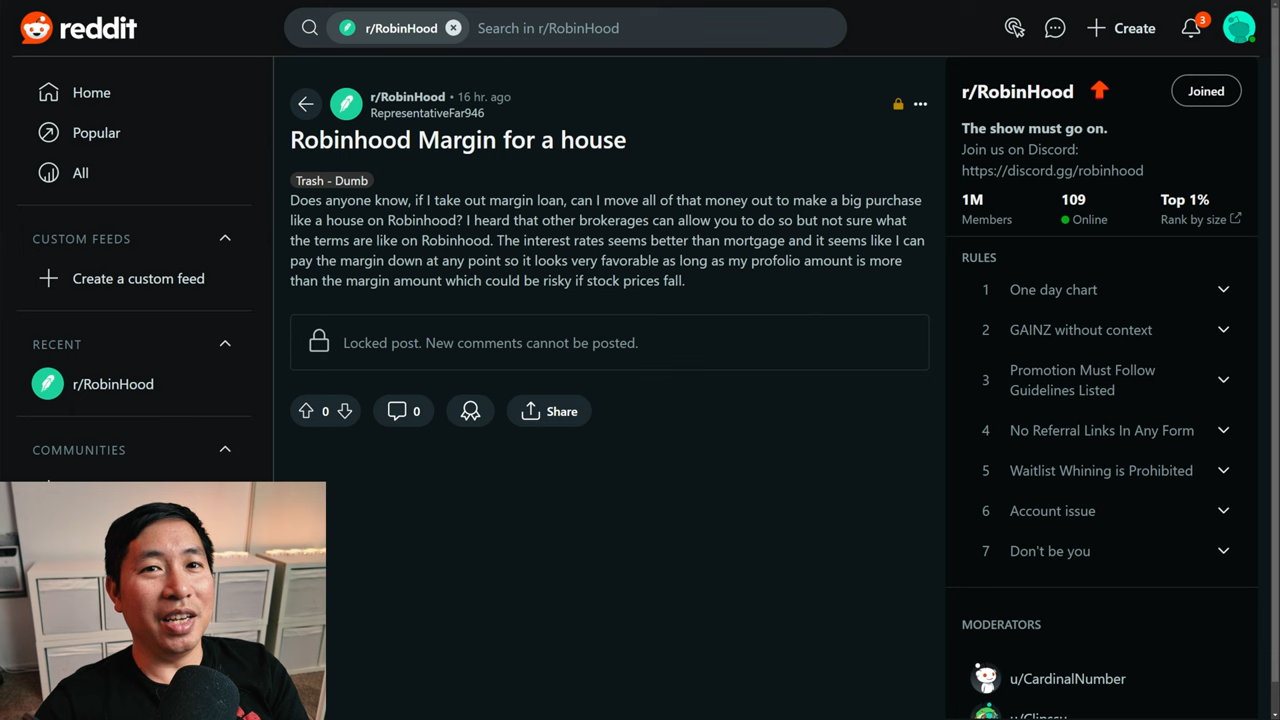 reddit
r/RobinHood
Search in r/RobinHood
Create
3
Home
Popular
All
CUSTOM FEEDS
Create a custom feed
RECENT
r/RobinHood
COMMUNITIES
r/RobinHood • 16 hr. ago
RepresentativeFar946
Robinhood Margin for a house
Trash - Dumb
Does anyone know, if I take out margin loan, can I move all of that money out to make a big purchase
like a house on Robinhood? I heard that other brokerages can allow you to do so but not sure what
the terms are like on Robinhood. The interest rates seems better than mortgage and it seems like I can
pay the margin down at any point so it looks very favorable as long as my profolio amount is more
than the margin amount which could be risky if stock prices fall.
Locked post. New comments cannot be posted.
0
0
Share
r/RobinHood
Joined
The show must go on.
Join us on Discord:
https://discord.gg/robinhood
1M
109
Top 1%
Members
Online
Rank by size
RULES
1 One day chart
2 GAINZ without context
3 Promotion Must Follow
Guidelines Listed
4 No Referral Links In Any Form
5 Waitlist Whining is Prohibited
6 Account issue
7 Don't be you
MODERATORS
u/CardinalNumber